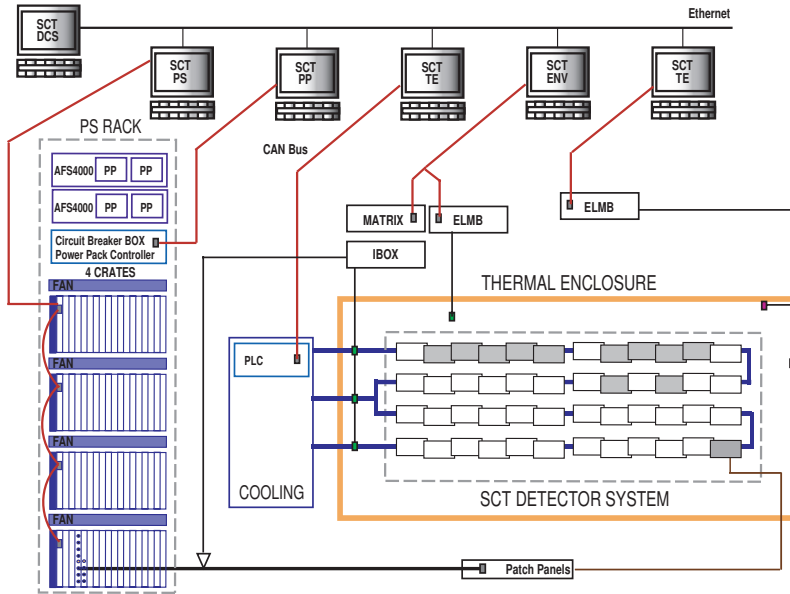 Ethernet
SCT
DCS
SCT
PS
SCT
PP
SCT
TE
SCT
ENV
SCT
TE
PS RACK
CAN Bus
AFS4000 PP PP
AFS4000 PP PP
MATRIX
ELMB
ELMB
Circuit Breaker BOX
Power Pack Controller
IBOX
4 CRATES
FAN
THERMAL ENCLOSURE
PLC
FAN
FAN
COOLING
SCT DETECTOR SYSTEM
FAN
Patch Panels